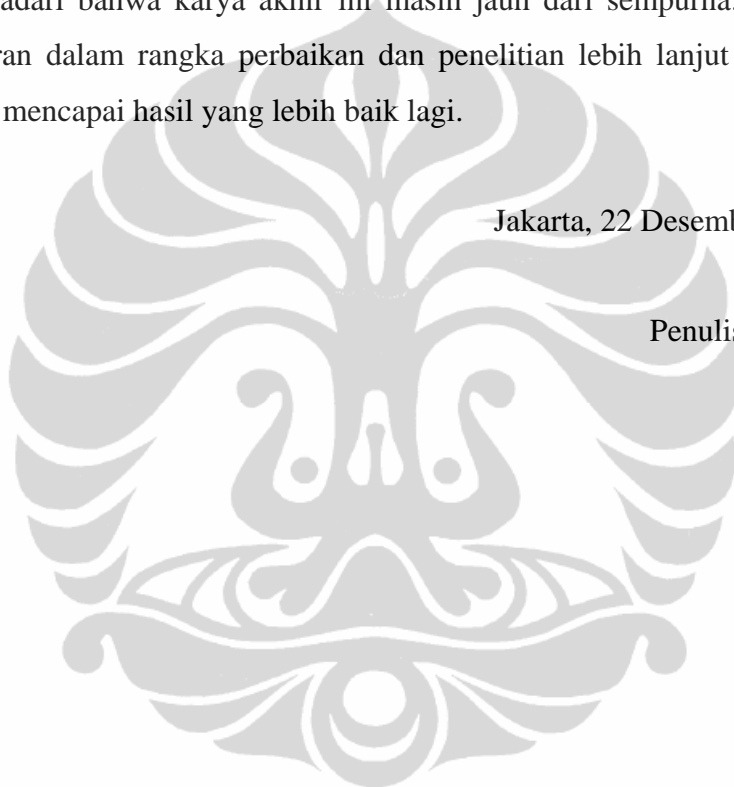 adari bahwa karya akhir ini masih jauh dari sempurna.
ran dalam rangka perbaikan dan penelitian lebih lanjut
mencapai hasil yang lebih baik lagi.
Jakarta, 22 Desemb
Penulis